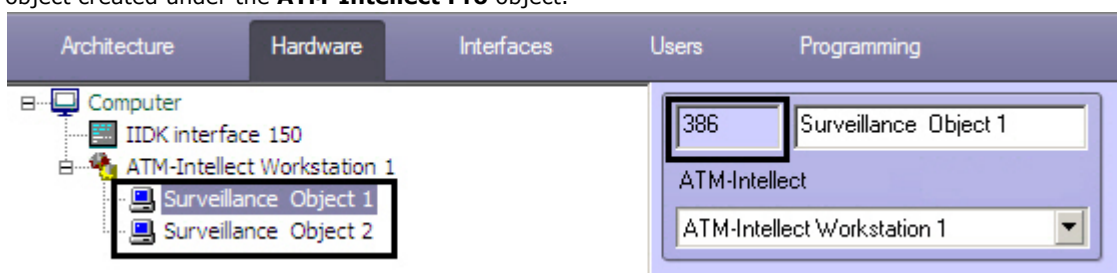 object created under the ATM-Intellect Pro object.
Architecture Hardware Interfaces Users Programming
Computer
IIDK interface 150
ATM-Intellect Workstation 1
Surveillance Object 1
Surveillance Object 2
386 Surveillance Object 1
ATM-Intellect
ATM-Intellect Workstation 1